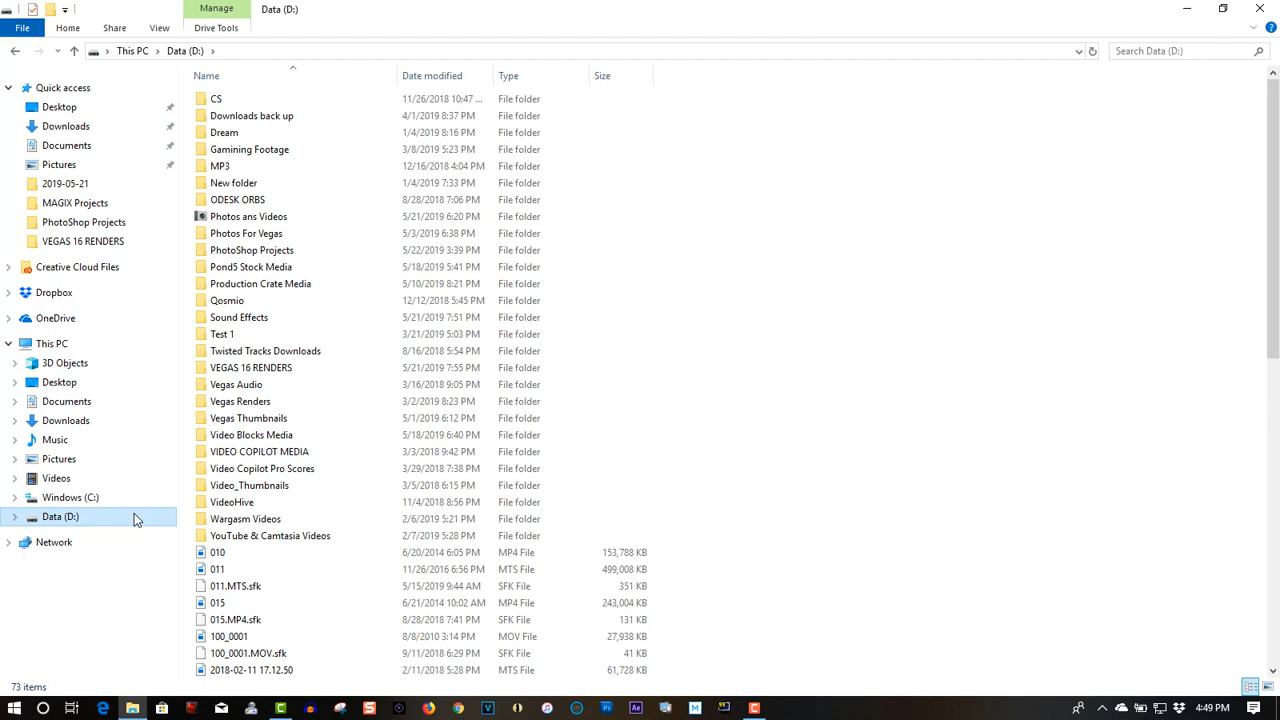 Manage
Data (D:)
File
Home
Share
View
Drive Tools
This PC
Data (D:)
Search Data (D:)
Quick access
Desktop
Downloads
Documents
Pictures
2019-05-21
MAGIX Projects
PhotoShop Projects
VEGAS 16 RENDERS
Creative Cloud Files
Dropbox
OneDrive
This PC
3D Objects
Desktop
Documents
Downloads
Music
Pictures
Videos
Windows (C:)
Data (D:)
Network
Name Date modified Type Size
CS 11/26/2018 10:47 ... File folder
Downloads back up 4/1/2019 8:37 PM File folder
Dream 1/4/2019 8:16 PM File folder
Gamining Footage 3/8/2019 5:23 PM File folder
MP3 12/16/2018 4:04 PM File folder
New folder 1/4/2019 7:33 PM File folder
ODESK ORBS 8/28/2018 7:06 PM File folder
Photos ans Videos 5/21/2019 6:20 PM File folder
Photos For Vegas 5/3/2019 6:38 PM File folder
PhotoShop Projects 5/22/2019 3:39 PM File folder
Pond5 Stock Media 5/18/2019 5:41 PM File folder
Production Crate Media 5/10/2019 8:21 PM File folder
Qosmio 12/12/2018 5:45 PM File folder
Sound Effects 5/21/2019 7:51 PM File folder
Test 1 3/21/2019 5:03 PM File folder
Twisted Tracks Downloads 8/16/2018 5:54 PM File folder
VEGAS 16 RENDERS 5/21/2019 7:55 PM File folder
Vegas Audio 3/16/2018 9:05 PM File folder
Vegas Renders 3/2/2019 8:23 PM File folder
Vegas Thumbnails 5/1/2019 6:12 PM File folder
Video Blocks Media 5/18/2019 6:40 PM File folder
VIDEO COPILOT MEDIA 3/3/2018 9:42 PM File folder
Video Copilot Pro Scores 3/29/2018 7:38 PM File folder
Video_Thumbnails 3/5/2018 6:15 PM File folder
VideoHive 11/4/2018 8:56 PM File folder
Wargasm Videos 2/6/2019 5:21 PM File folder
YouTube & Camtasia Videos 2/7/2019 5:28 PM File folder
010 6/20/2014 6:05 PM MP4 File 153,788 KB
011 11/26/2016 6:56 PM MTS File 499,008 KB
011.MTS.sfk 5/15/2019 9:44 AM SFK File 351 KB
015 6/21/2014 10:02 AM MP4 File 243,004 KB
015.MP4.sfk 8/28/2018 7:41 PM SFK File 131 KB
100_0001 8/8/2010 3:14 PM MOV File 27,938 KB
100_0001.MOV.sfk 9/11/2018 6:29 PM SFK File 41 KB
2018-02-11 17.12.50 2/11/2018 5:28 PM MTS File 61,728 KB
73 items
4:49 PM